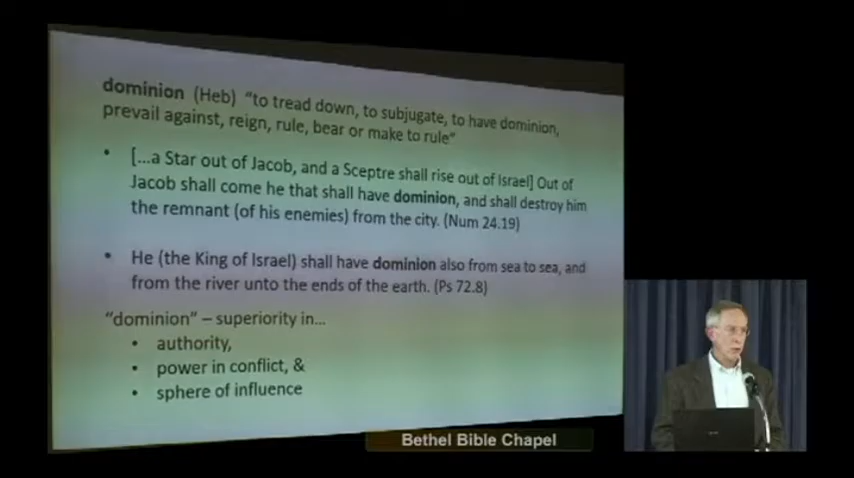 dominion (Heb) "to tread down, to subjugate, to have dominion,
prevail against, reign, rule, bear or make to rule"
• […a Star out of Jacob, and a Sceptre shall rise out of Israel] Out of
Jacob shall come he that shall have dominion, and shall destroy him
the remnant (of his enemies) from the city. (Num 24.19)
• He (the King of Israel) shall have dominion also from sea to sea, and
from the river unto the ends of the earth. (Ps 72.8)
"dominion" – superiority in…
• authority,
• power in conflict, &
• sphere of influence
Bethel Bible Chapel